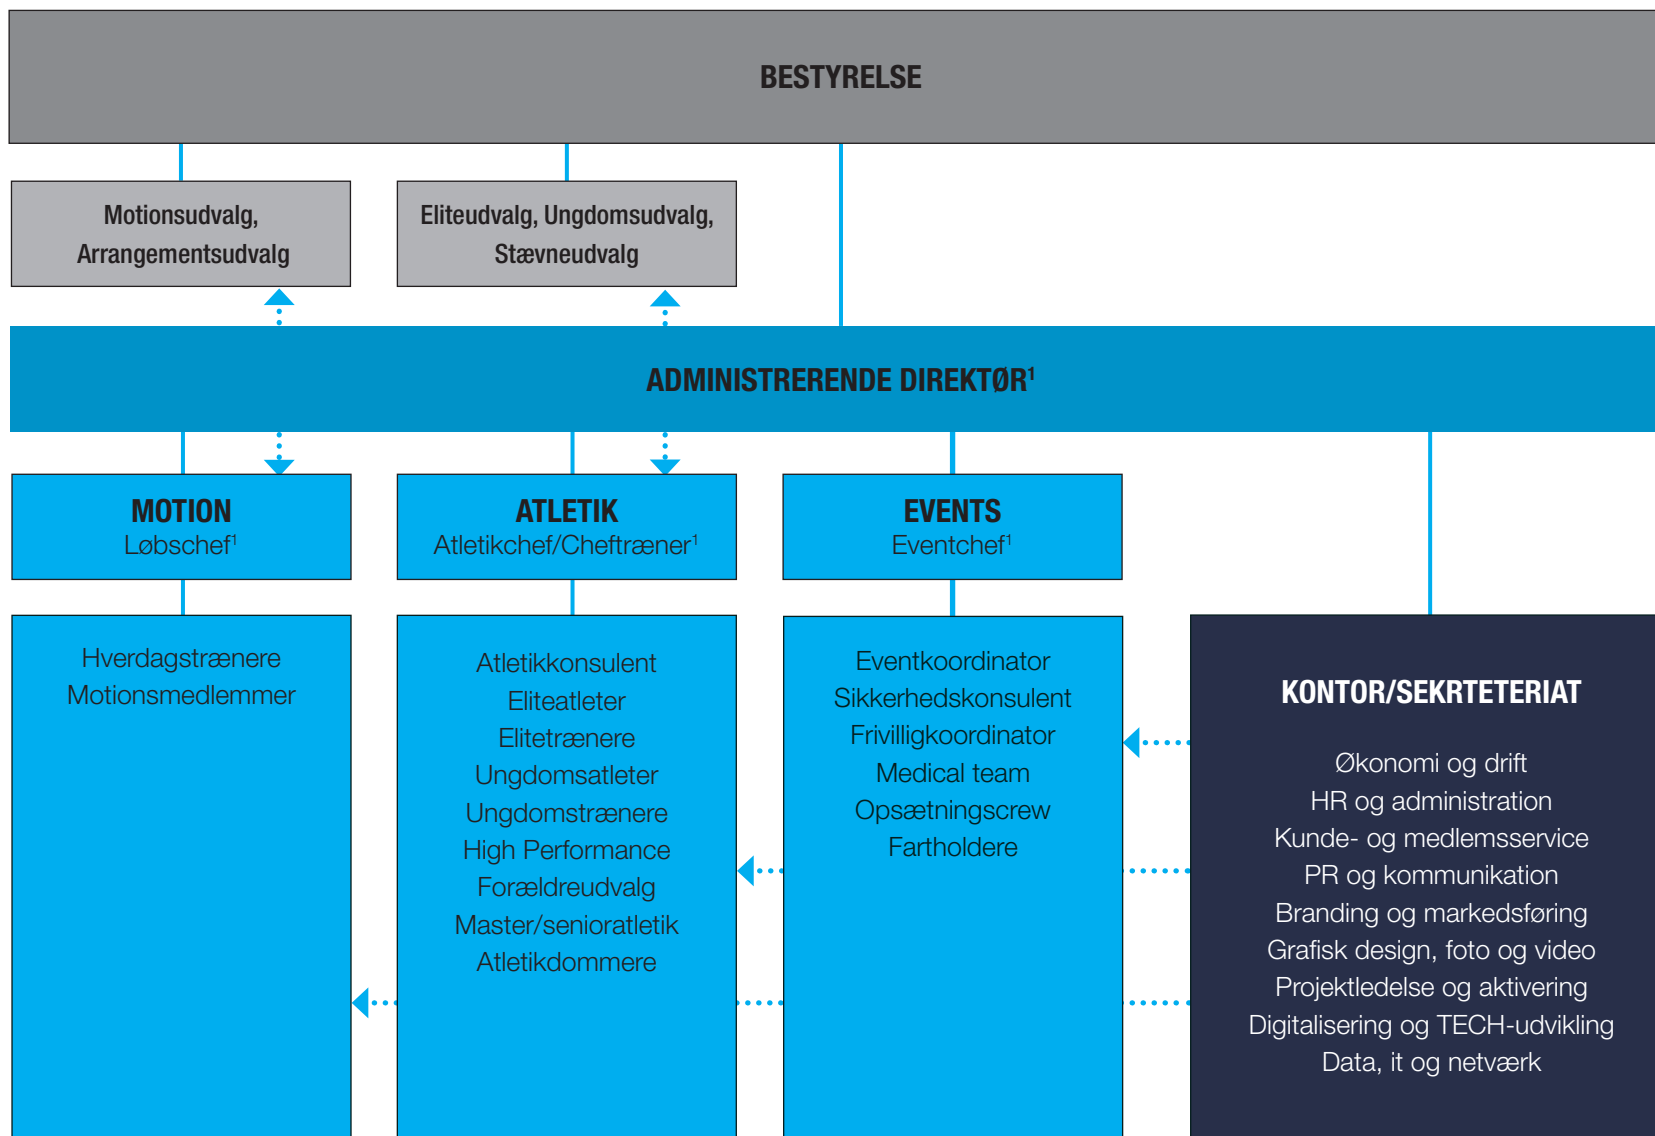 BESTYRELSE
Motionsudvalg,
Arrangementsudvalg
Eliteudvalg, Ungdomsudvalg,
Stævneudvalg
ADMINISTRERENDE DIREKTØR¹
MOTION
Løbschef¹
ATLETIK
Atletikchef/Cheftræner¹
EVENTS
Eventchef¹
Hverdagstrænere
Motionsmedlemmer
Atletikkonsulent
Eliteatleter
Elitetrænere
Ungdomsatleter
Ungdomstrænere
High Performance
Forældreudvalg
Master/senioratletik
Atletikdommere
Eventkoordinator
Sikkerhedskonsulent
Frivilligkoordinator
Medical team
Opsætningscrew
Fartholdere
KONTOR/SEKRTETERIAT
Økonomi og drift
HR og administration
Kunde- og medlemsservice
PR og kommunikation
Branding og markedsføring
Grafisk design, foto og video
Projektledelse og aktivering
Digitalisering og TECH-udvikling
Data, it og netværk